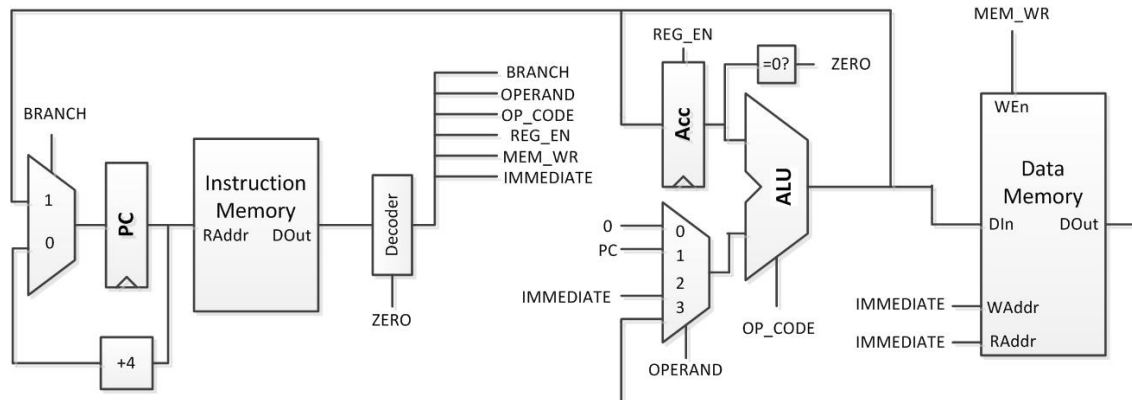 MEM_WR
REG_EN
=0?
ZERO
BRANCH
OPERAND
OP_CODE
REG_EN
MEM_WR
IMMEDIATE
BRANCH
1
0
PC
Instruction
Memory
RAddr DOut
Decoder
ZERO
+4
Acc
ALU
0
PC
IMMEDIATE
0
1
2
3
OPERAND
OP_CODE
WEn
Data
Memory
DIn DOut
IMMEDIATE
WAddr
IMMEDIATE
RAddr